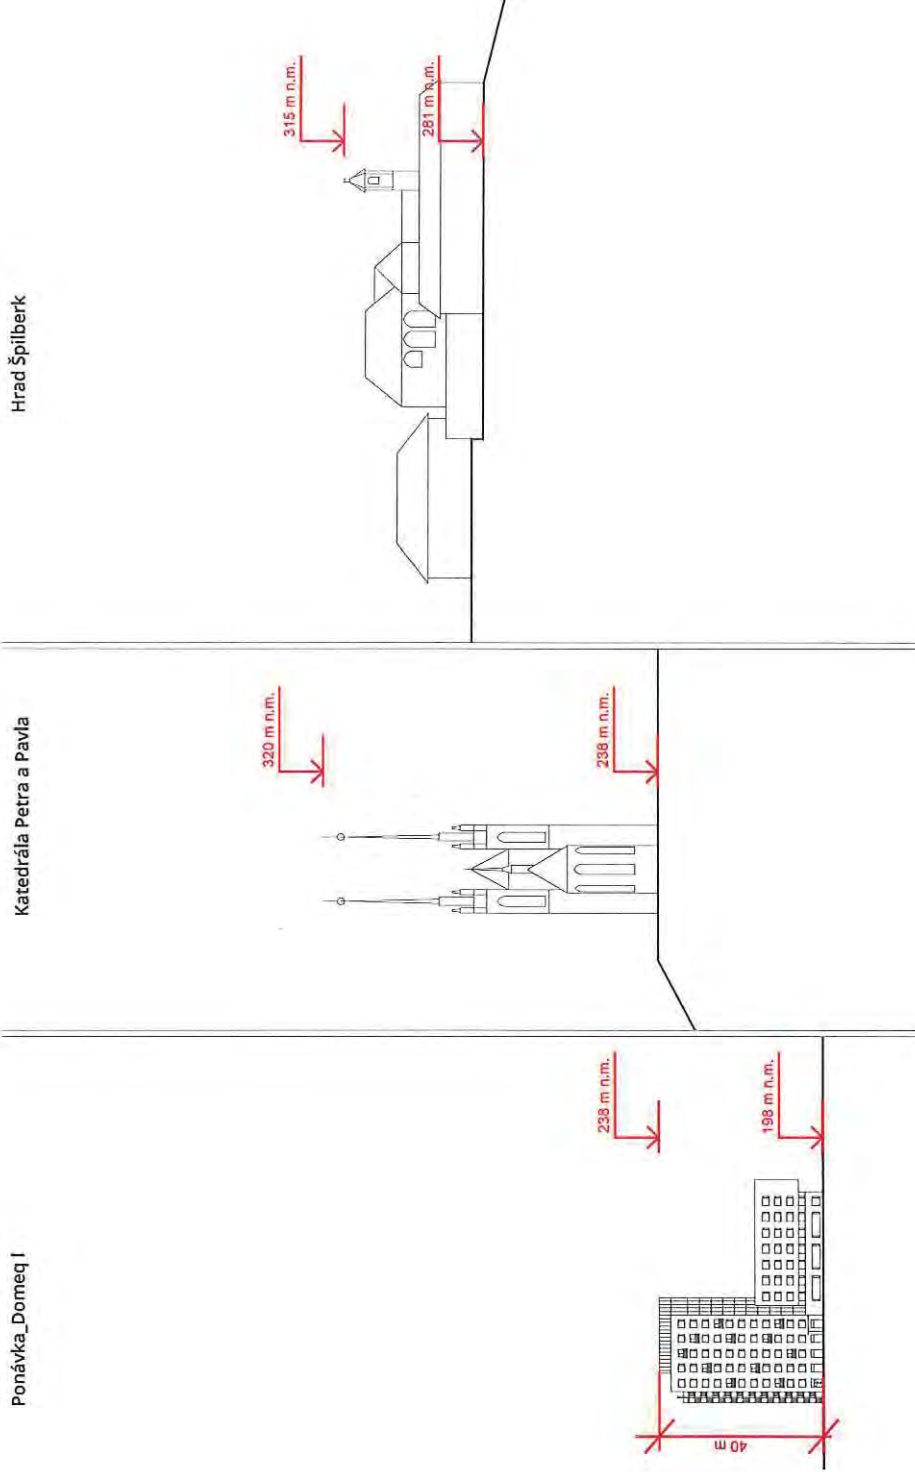 Ponávka_Domeq I
238 m n.m.
198 m n.m.
40 m
Katedrála Petra a Pavla
320 m n.m.
238 m n.m.
Hrad Špilberk
315 m n.m.
281 m n.m.